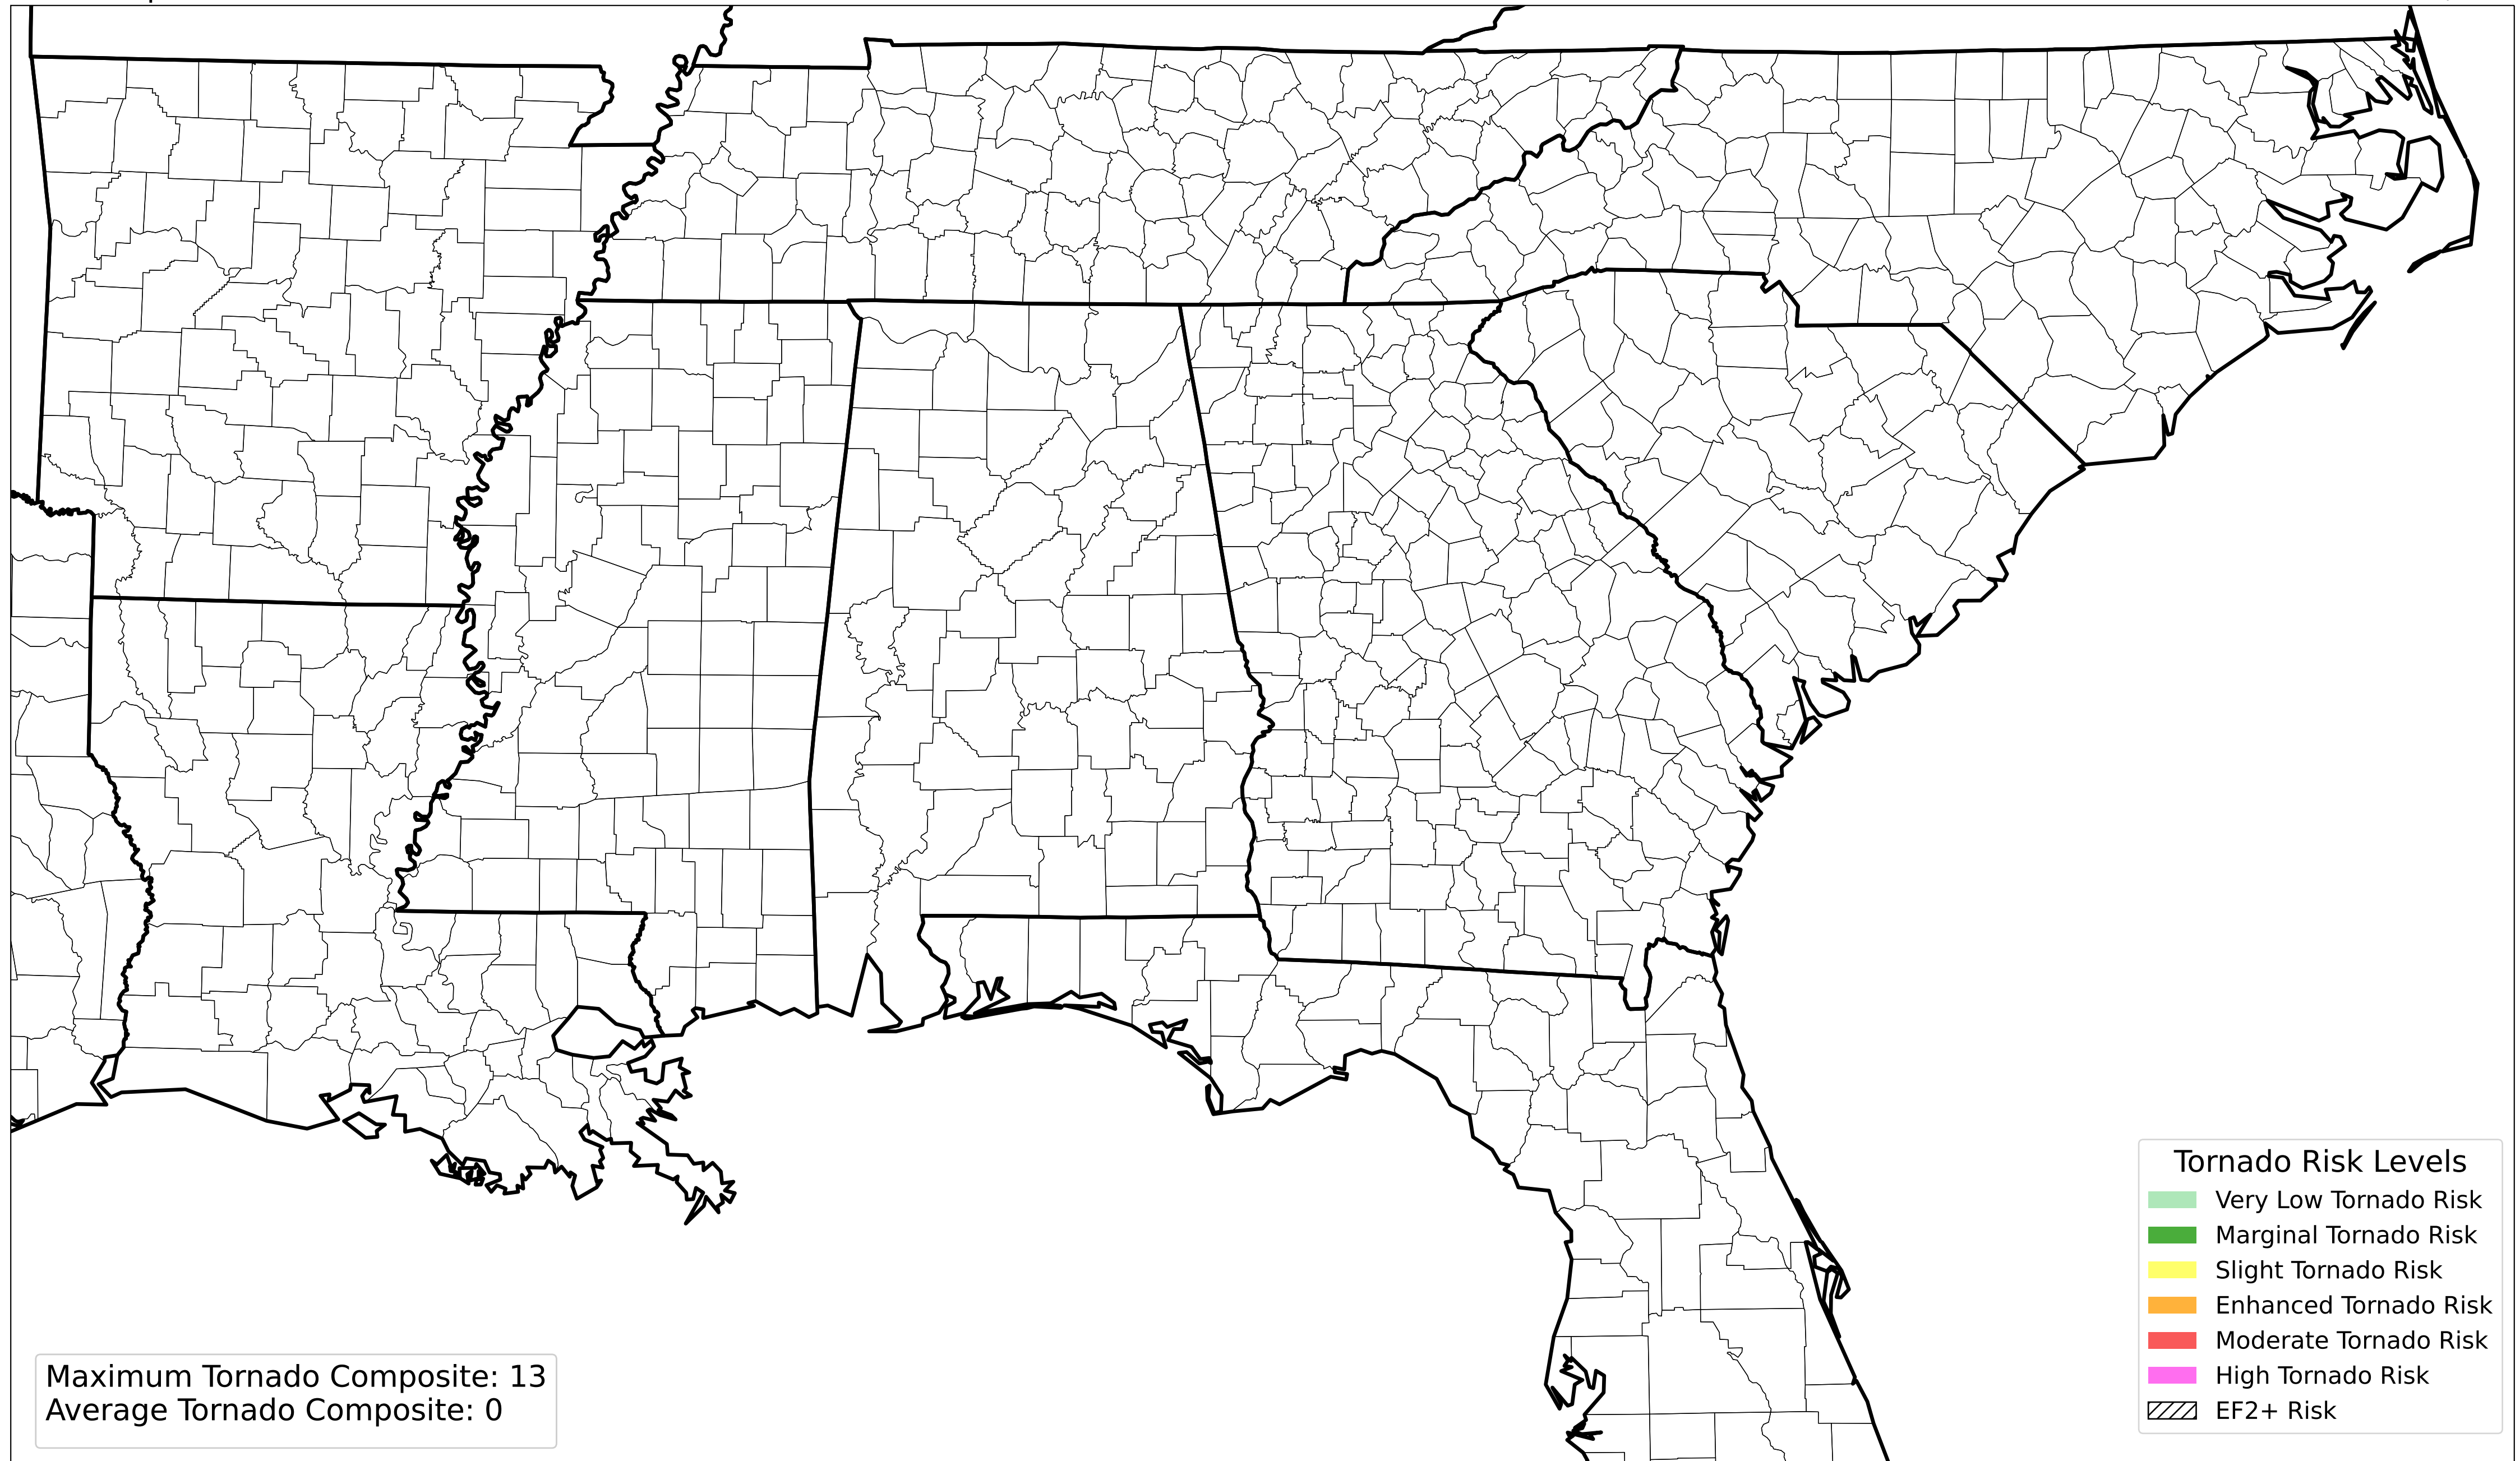 Tornado Risk Levels
Very Low Tornado Risk
Marginal Tornado Risk
Slight Tornado Risk
Enhanced Tornado Risk
Moderate Tornado Risk
High Tornado Risk
EF2+ Risk
Maximum Tornado Composite: 13
Average Tornado Composite: 0